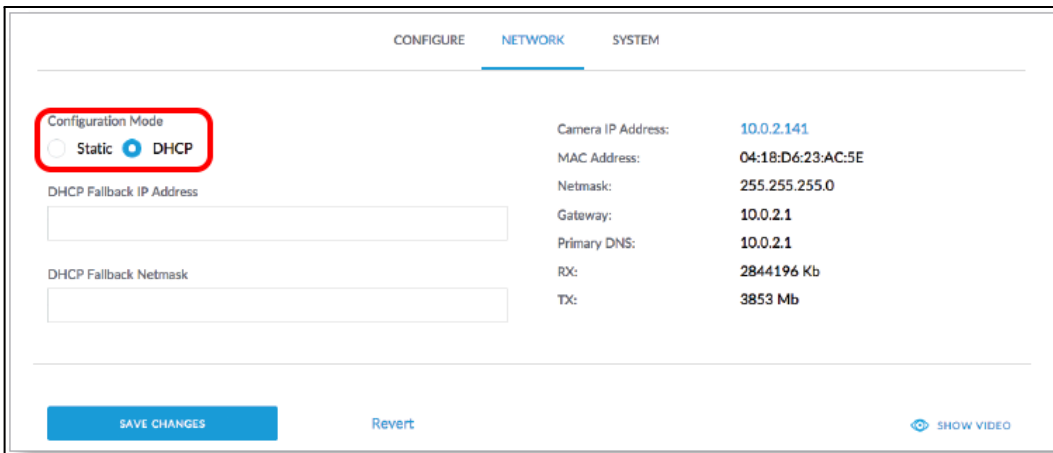 CONFIGURE NETWORK SYSTEM
Configuration Mode
Static DHCP
DHCP Fallback IP Address
DHCP Fallback Netmask
Camera IP Address: 10.0.2.141
MAC Address: 04:18:D6:23:AC:5E
Netmask: 255.255.255.0
Gateway: 10.0.2.1
Primary DNS: 10.0.2.1
RX: 2844196 Kb
TX: 3853 Mb
SAVE CHANGES Revert SHOW VIDEO